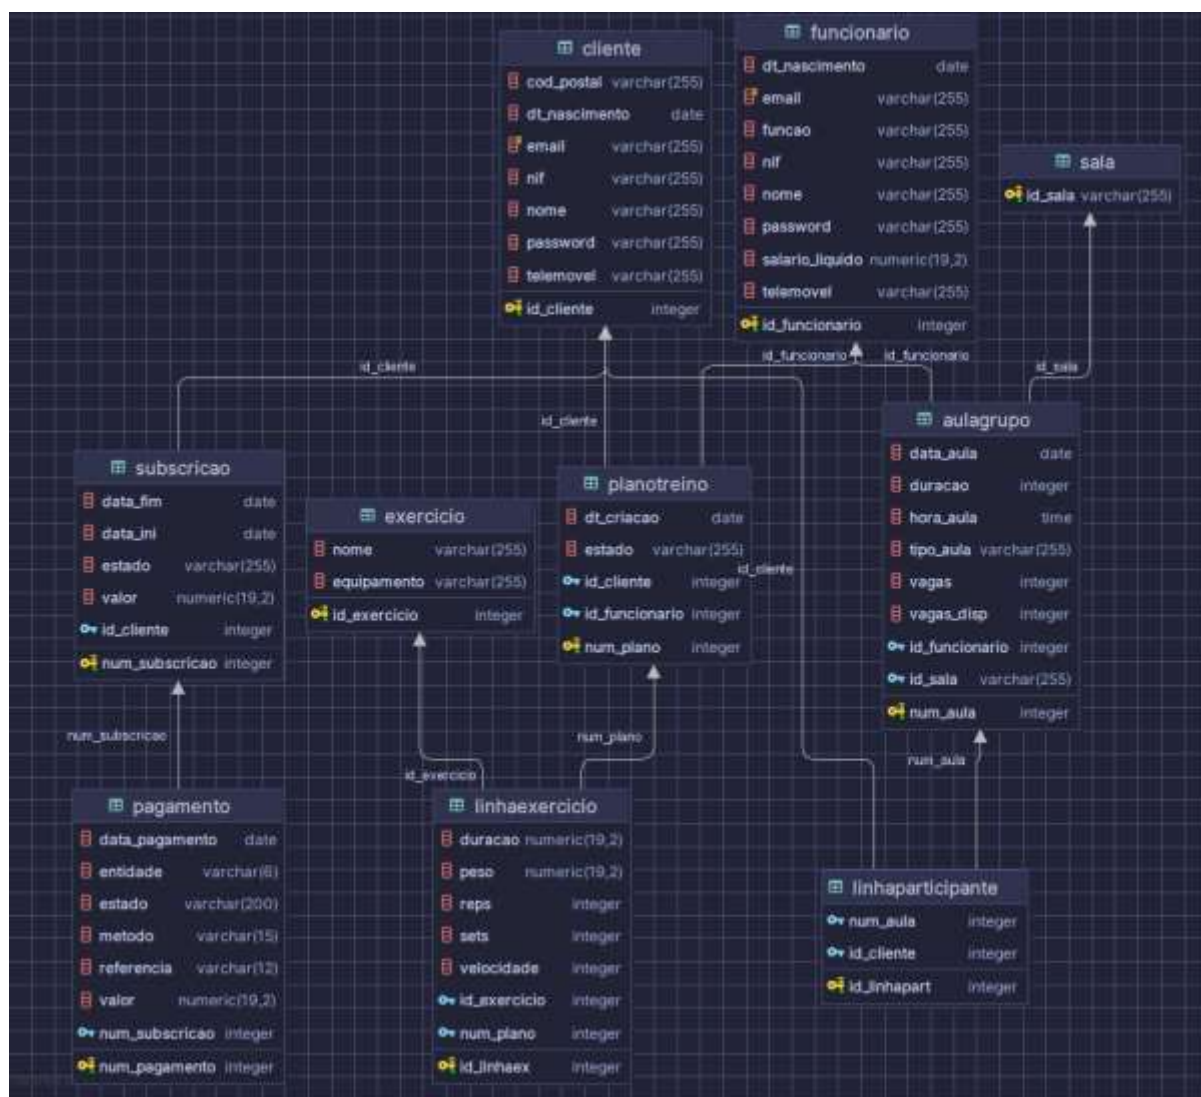 cliente
cod_postal varchar(255)
dt_nascimento date
email varchar(255)
nif varchar(255)
nome varchar(255)
password varchar(255)
telemovel varchar(255)
id_cliente integer
funcionario
dt_nascimento date
email varchar(255)
funcao varchar(255)
nif varchar(255)
nome varchar(255)
password varchar(255)
salario_liquido numeric(19,2)
telemovel varchar(255)
id_funcionario integer
sala
id_sala varchar(255)
id_cliente
id_cliente
id_funcionario
id_funcionario
id_sala
subscricao
data_fim date
data_ini date
estado varchar(255)
valor numeric(19,2)
id_cliente integer
num_subscricao integer
exercicio
nome varchar(255)
equipamento varchar(255)
id_exercicio integer
planotreino
dt_criacao date
estado varchar(255)
id_cliente integer
id_funcionario integer
num_plano integer
id_cliente
aulagrupo
data_aula date
duracao integer
hora_aula time
tipo_aula varchar(255)
vagas integer
vagas_disp integer
id_funcionario integer
id_sala varchar(255)
num_aula integer
num_subscricao
id_exercicio
num_plano
num_aula
pagamento
data_pagamento date
entidade varchar(6)
estado varchar(200)
metodo varchar(15)
referencia varchar(12)
valor numeric(19,2)
num_subscricao integer
num_pagamento integer
linhaexercicio
duracao numeric(19,2)
peso numeric(19,2)
reps integer
sets integer
velocidade integer
id_exercicio integer
num_plano integer
id_linhaex integer
linhaparticipante
num_aula integer
id_cliente integer
id_linhapart integer